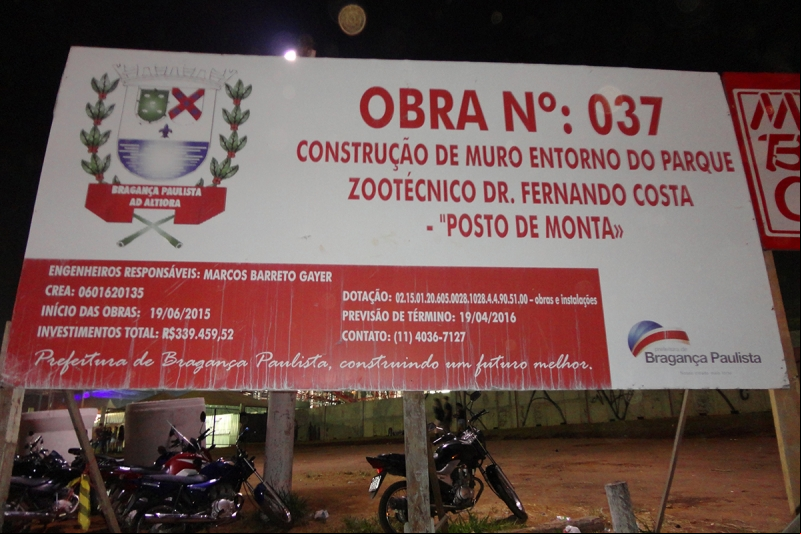 OBRA Nº: 037
CONSTRUÇÃO DE MURO ENTORNO DO PARQUE
ZOOTÉCNICO DR. FERNANDO COSTA
- "POSTO DE MONTA»
BRAGANÇA PAULISTA
AD ALTIORA
ENGENHEIROS RESPONSÁVEIS: MARCOS BARRETO GAYER
CREA: 0601620135
INÍCIO DAS OBRAS: 19/06/2015
INVESTIMENTOS TOTAL: R$339.459,52
DOTAÇÃO: 02.15.01.20.605.0028.1028.4.4.90.51.00 – obras e instalações
PREVISÃO DE TÉRMINO: 19/04/2016
CONTATO: (11) 4036-7127
Prefeitura de Bragança Paulista, construindo um futuro melhor.
Bragança Paulista